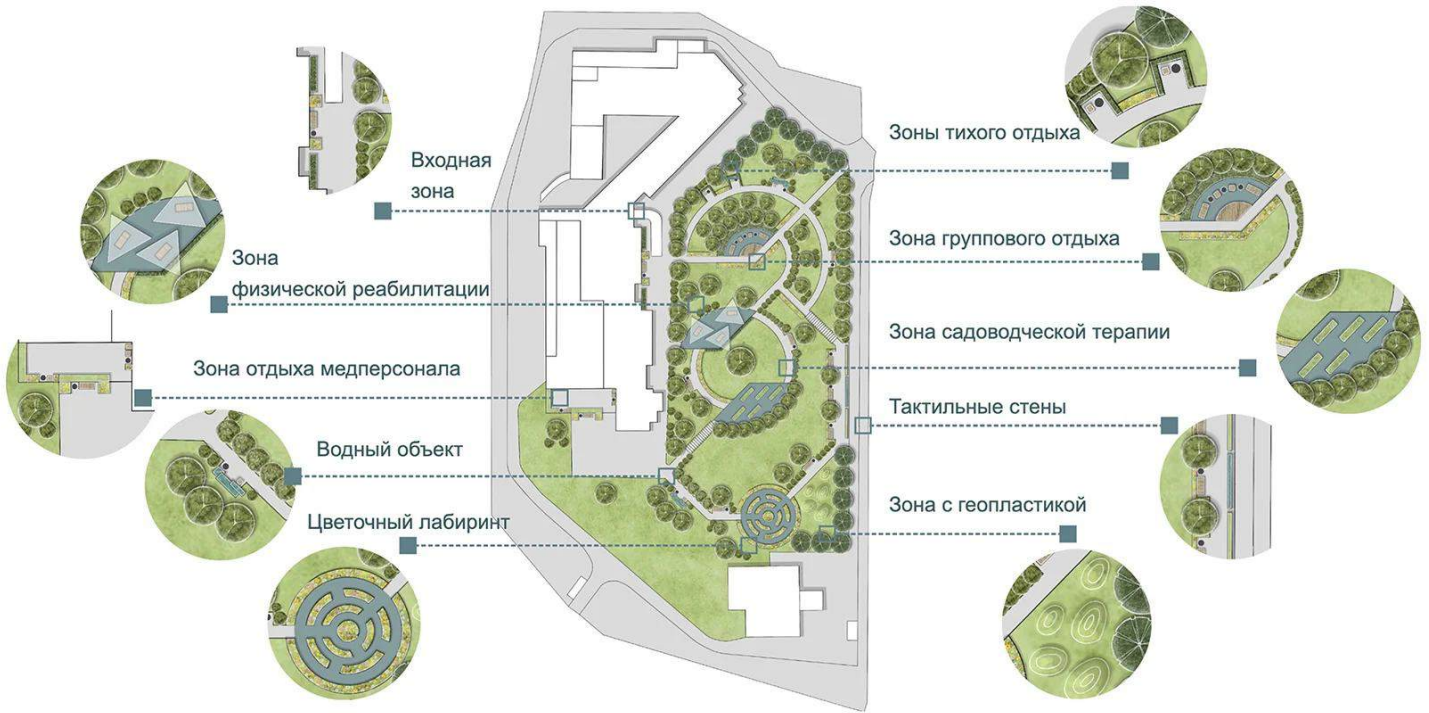 Входная
зона
Зона
физической реабилитации
Зона отдыха медперсонала
Водный объект
Цветочный лабиринт
Зоны тихого отдыха
Зона группового отдыха
Зона садоводческой терапии
Тактильные стены
Зона с геопластикой